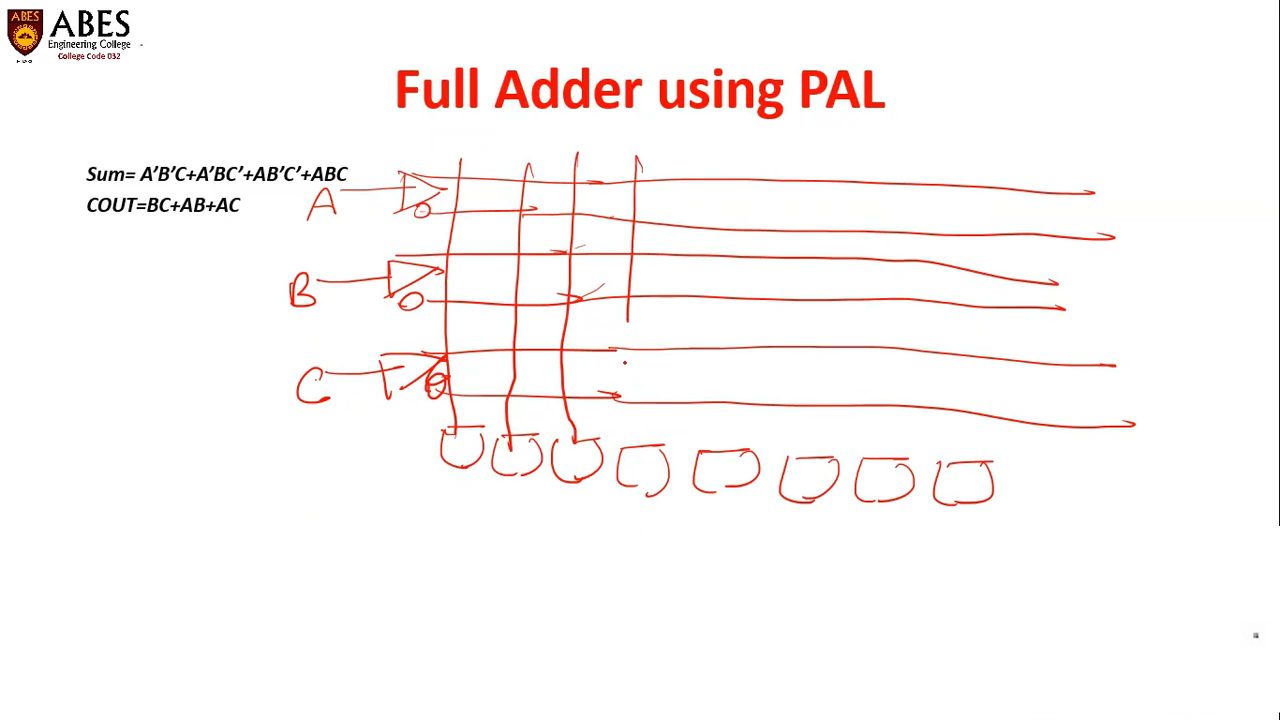 ABES
Engineering College
College Code 032
Full Adder using PAL
Sum= A’B’C+A’BC’+AB’C’+ABC
COUT=BC+AB+AC
A
B
C